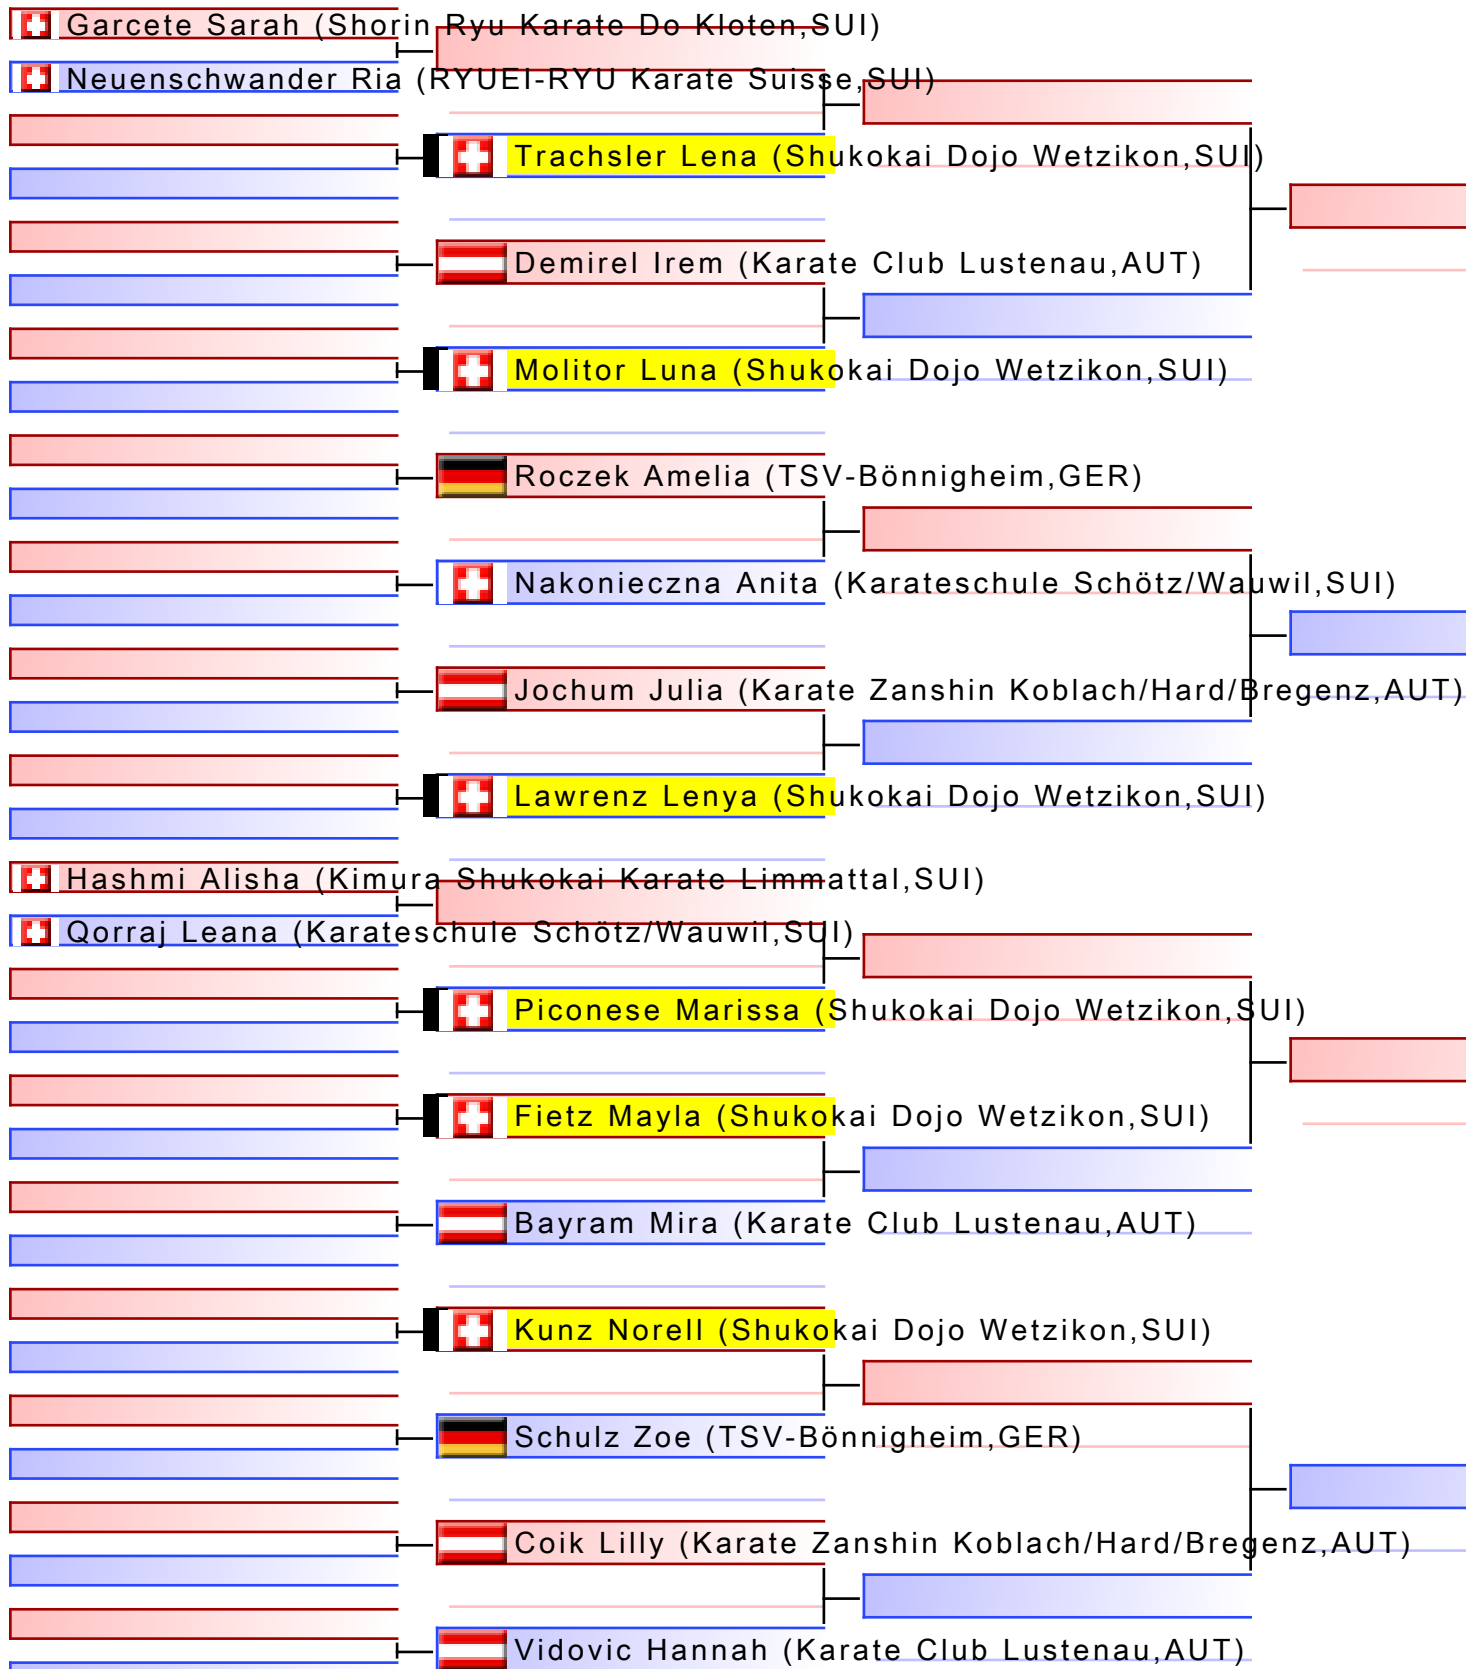 Garcete Sarah (Shorin Ryu Karate Do Kloten,SUI)
Neuenschwander Ria (RYUEI-RYU Karate Suisse,SUI)
Trachsler Lena (Shukokai Dojo Wetzikon,SUI)
Demirel Irem (Karate Club Lustenau,AUT)
Molitor Luna (Shukokai Dojo Wetzikon,SUI)
Roczek Amelia (TSV-Bönnigheim,GER)
Nakonieczna Anita (Karateschule Schötz/Wauwil,SUI)
Jochum Julia (Karate Zanshin Koblach/Hard/Bregenz,AUT)
Lawrenz Lenya (Shukokai Dojo Wetzikon,SUI)
Hashmi Alisha (Kimura Shukokai Karate Limmattal,SUI)
Qorraj Leana (Karateschule Schötz/Wauwil,SUI)
Piconese Marissa (Shukokai Dojo Wetzikon,SUI)
Fietz Mayla (Shukokai Dojo Wetzikon,SUI)
Bayram Mira (Karate Club Lustenau,AUT)
Kunz Norell (Shukokai Dojo Wetzikon,SUI)
Schulz Zoe (TSV-Bönnigheim,GER)
Coik Lilly (Karate Zanshin Koblach/Hard/Bregenz,AUT)
Vidovic Hannah (Karate Club Lustenau,AUT)